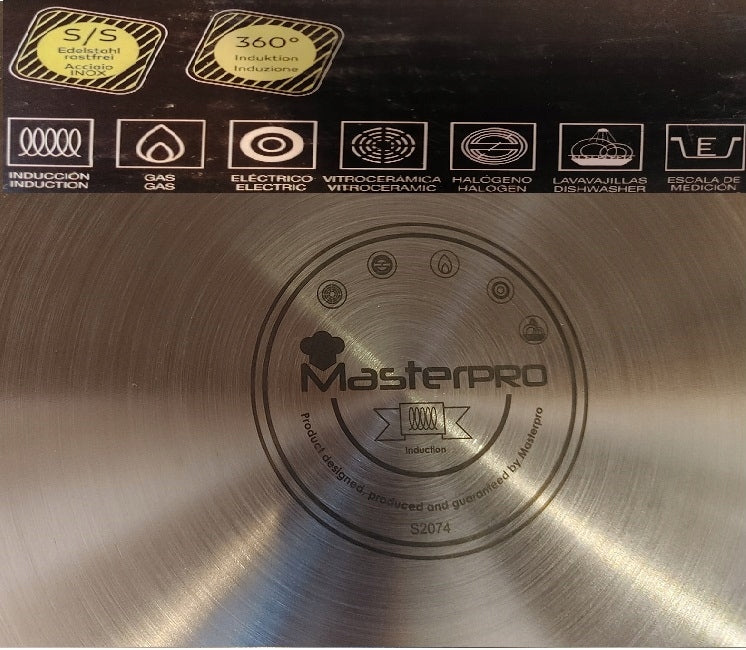 S/S
Edelstahl
rostfrei
Acciaio
INOX
360°
Induktion
Induzione
INDUCCIÓN
INDUCTION
GAS
GAS
ELÉCTRICO
ELECTRIC
VITROCERÁMICA
VITROCERAMIC
HALÓGENO
HALOGEN
LAVAVAJILLAS
DISHWASHER
E
ESCALA DE
MEDICIÓN
MasterPRO
Induction
Product designed, produced and guaranteed by Masterpro
S2074